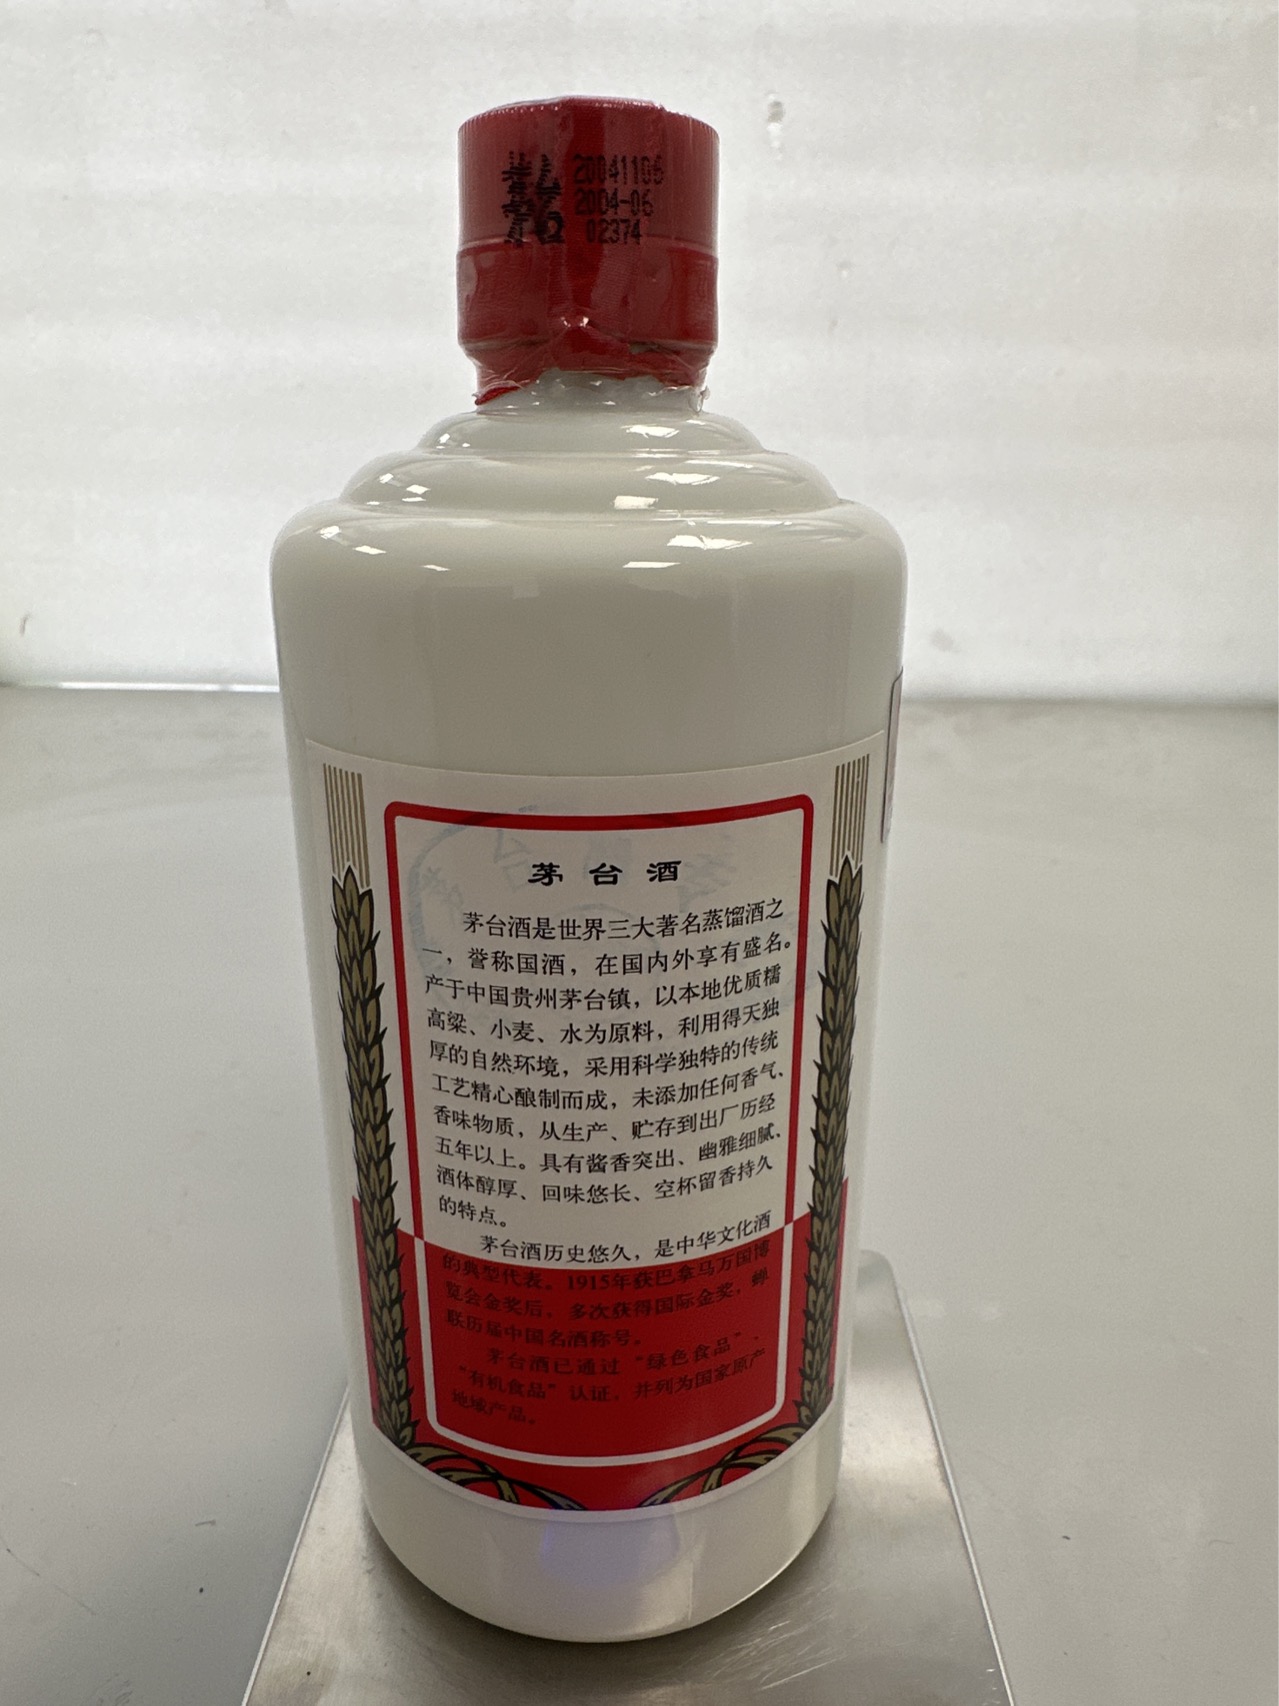 20041106
2004-06
02374
茅台酒
茅台酒是世界三大著名蒸馏酒之
一，誉称国酒，在国内外享有盛名。
产于中国贵州茅台镇，以本地优质糯
高粱、小麦、水为原料，利用得天独
厚的自然环境，采用科学独特的传统
工艺精心酿制而成，未添加任何香气、
香味物质，从生产、贮存到出厂历经
五年以上。具有酱香突出、幽雅细腻、
酒体醇厚、回味悠长、空杯留香持久
的特点。
茅台酒历史悠久，是中华文化酒
的典型代表。1915年获巴拿马万国博
览会金奖后，多次获得国际金奖，蝉
联历届中国名酒称号。
茅台酒已通过“绿色食品”、
“有机食品”认证，并列为国家原产
地域产品。